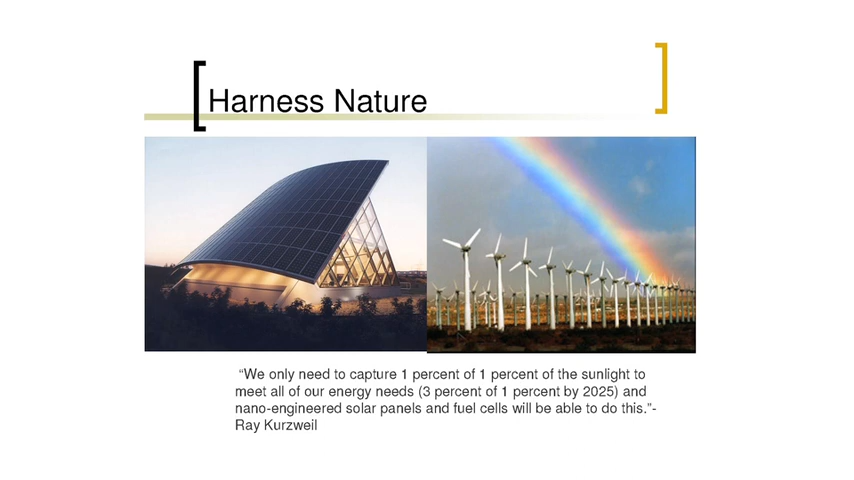 Harness Nature
“We only need to capture 1 percent of 1 percent of the sunlight to
meet all of our energy needs (3 percent of 1 percent by 2025) and
nano-engineered solar panels and fuel cells will be able to do this.”-
Ray Kurzweil